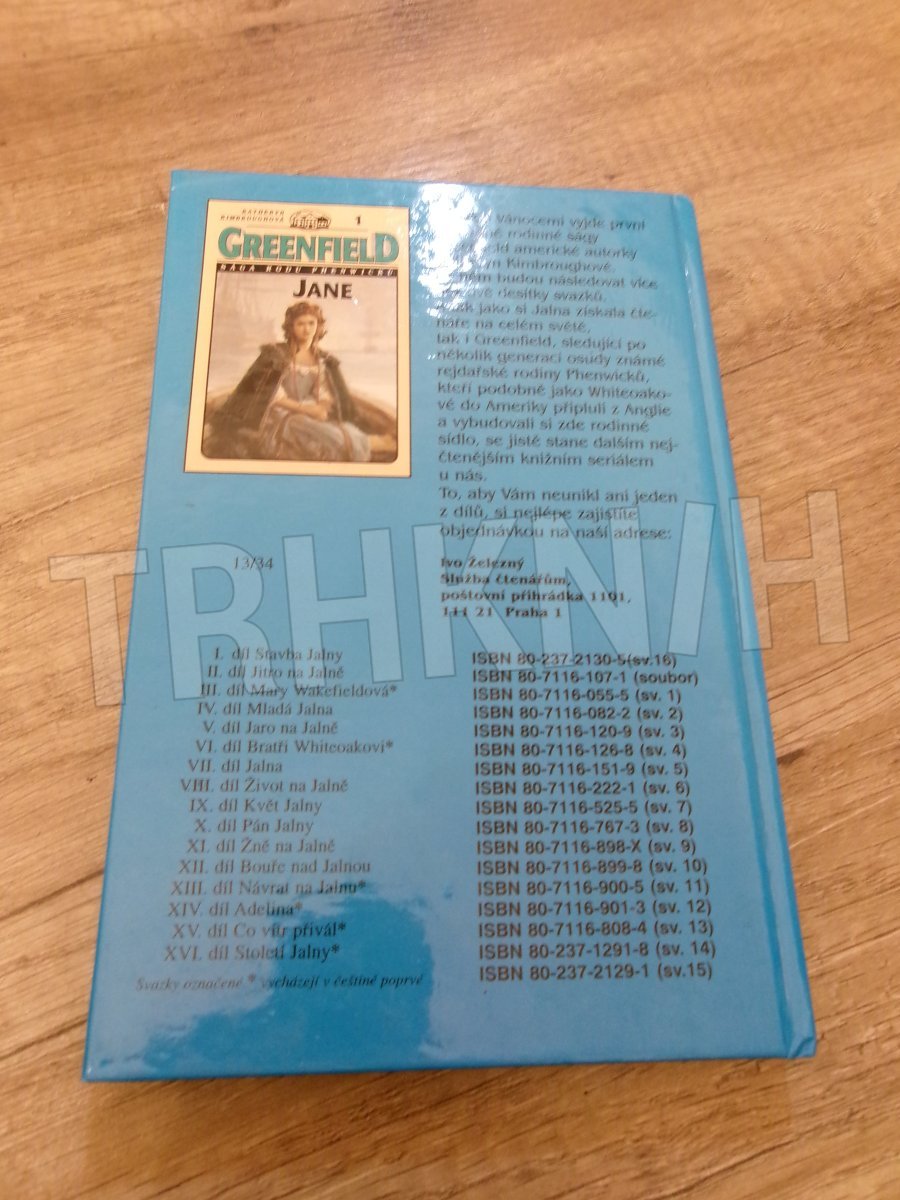 KATHRYN
KIMBROUGHOVÁ
1
GREENFIELD
SÁGA RODU PHENWICKŮ
JANE
Vánocemi vyjde první
rodinné ságy
americké autorky
Kimbroughové.
budou následovat více
desítky svazků.
jako si Jalna získala čte-
náře na celém světě,
tak i Greenfield, sledující po
několik generací osudy známé
rejdařské rodiny Phenwicků,
kteří podobně jako Whiteoako-
vé do Ameriky připluli z Anglie
a vybudovali si zde rodinné
sídlo, se jistě stane dalším nej-
čtenějším knižním seriálem
u nás.
To, aby Vám neunikl ani jeden
z dílů, si nejlépe zajistíte
objednávkou na naší adrese:
13/34
Ivo Železný
Služba čtenářům,
poštovní přihrádka 1191,
111 21 Praha 1
TRHKNIH
I. díl Stavba Jalny
II. díl Jitro na Jalně
III. díl Mary Wakefieldová*
IV. díl Mladá Jalna
V. díl Jaro na Jalně
VI. díl Bratři Whiteoakovi*
VII. díl Jalna
VIII. díl Život na Jalně
IX. díl Květ Jalny
X. díl Pán Jalny
XI. díl Žně na Jalně
XII. díl Bouře nad Jalnou
XIII. díl Návrat na Jalnu*
XIV. díl Adelina*
XV. díl Co vítr přivál*
XVI. díl Století Jalny*
Svazky označené * vycházejí v češtině poprvé
ISBN 80-237-2130-5(sv.16)
ISBN 80-7116-107-1 (soubor)
ISBN 80-7116-055-5 (sv. 1)
ISBN 80-7116-082-2 (sv. 2)
ISBN 80-7116-120-9 (sv. 3)
ISBN 80-7116-126-8 (sv. 4)
ISBN 80-7116-151-9 (sv. 5)
ISBN 80-7116-222-1 (sv. 6)
ISBN 80-7116-525-5 (sv. 7)
ISBN 80-7116-767-3 (sv. 8)
ISBN 80-7116-898-X (sv. 9)
ISBN 80-7116-899-8 (sv. 10)
ISBN 80-7116-900-5 (sv. 11)
ISBN 80-7116-901-3 (sv. 12)
ISBN 80-7116-808-4 (sv. 13)
ISBN 80-237-1291-8 (sv. 14)
ISBN 80-237-2129-1 (sv.15)